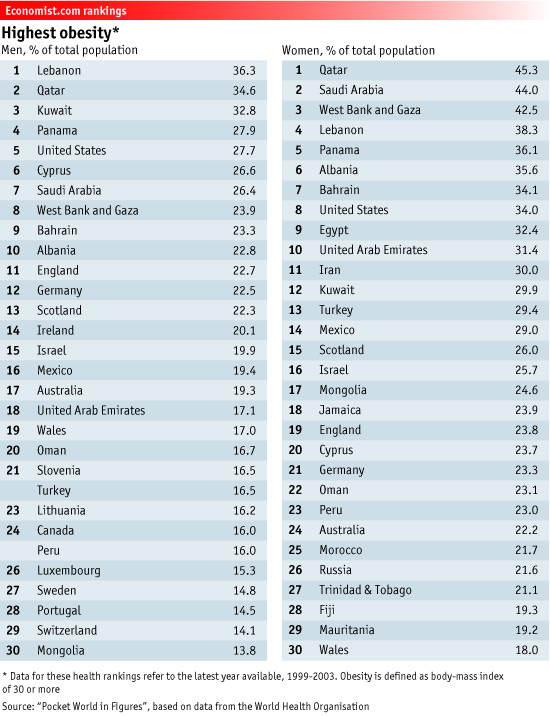 Economist.com rankings
Highest obesity*
Men, % of total population
1 Lebanon 36.3
2 Qatar 34.6
3 Kuwait 32.8
4 Panama 27.9
5 United States 27.7
6 Cyprus 26.6
7 Saudi Arabia 26.4
8 West Bank and Gaza 23.9
9 Bahrain 23.3
10 Albania 22.8
11 England 22.7
12 Germany 22.5
13 Scotland 22.3
14 Ireland 20.1
15 Israel 19.9
16 Mexico 19.4
17 Australia 19.3
18 United Arab Emirates 17.1
19 Wales 17.0
20 Oman 16.7
21 Slovenia 16.5
Turkey 16.5
23 Lithuania 16.2
24 Canada 16.0
Peru 16.0
26 Luxembourg 15.3
27 Sweden 14.8
28 Portugal 14.5
29 Switzerland 14.1
30 Mongolia 13.8
Women, % of total population
1 Qatar 45.3
2 Saudi Arabia 44.0
3 West Bank and Gaza 42.5
4 Lebanon 38.3
5 Panama 36.1
6 Albania 35.6
7 Bahrain 34.1
8 United States 34.0
9 Egypt 32.4
10 United Arab Emirates 31.4
11 Iran 30.0
12 Kuwait 29.9
13 Turkey 29.4
14 Mexico 29.0
15 Scotland 26.0
16 Israel 25.7
17 Mongolia 24.6
18 Jamaica 23.9
19 England 23.8
20 Cyprus 23.7
21 Germany 23.3
22 Oman 23.1
23 Peru 23.0
24 Australia 22.2
25 Morocco 21.7
26 Russia 21.6
27 Trinidad & Tobago 21.1
28 Fiji 19.3
29 Mauritania 19.2
30 Wales 18.0
* Data for these health rankings refer to the latest year available, 1999-2003. Obesity is defined as body-mass index
of 30 or more
Source: “Pocket World in Figures”, based on data from the World Health Organisation